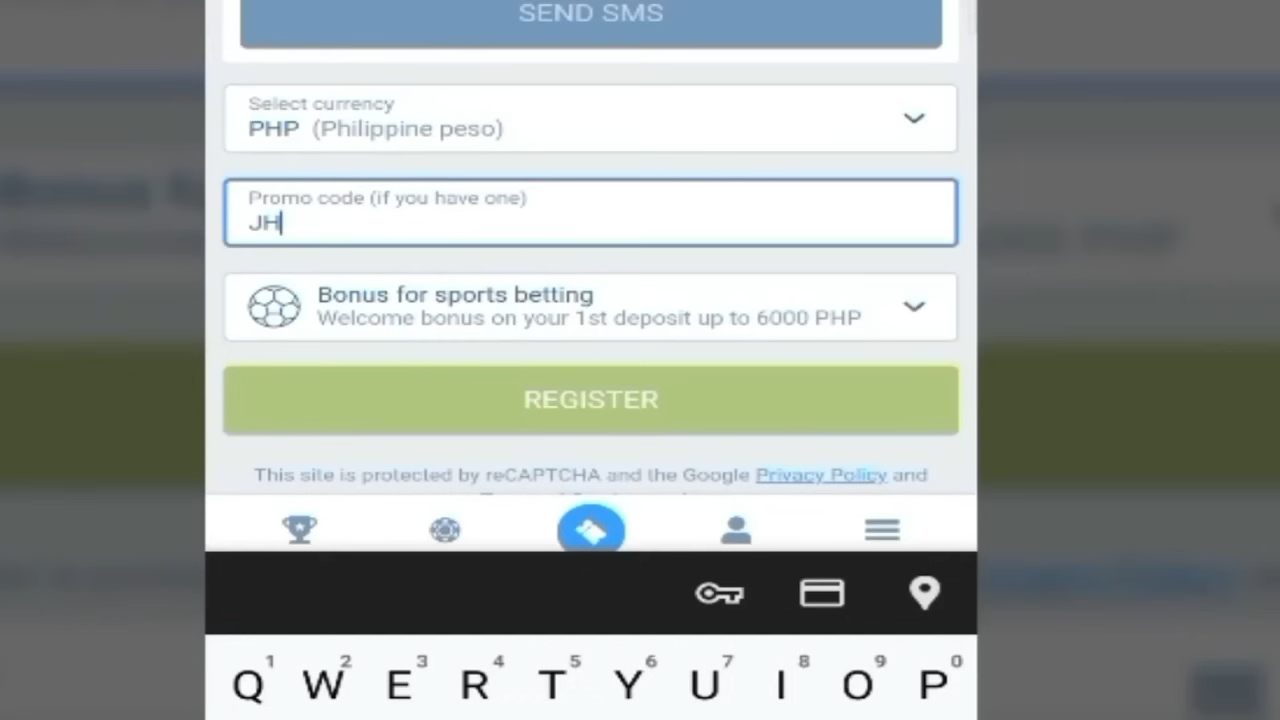 SEND SMS
Select currency
PHP (Philippine peso)
Promo code (if you have one)
JH
Bonus for sports betting
Welcome bonus on your 1st deposit up to 6000 PHP
REGISTER
This site is protected by reCAPTCHA and the Google Privacy Policy and
1 2 3 4 5 6 7 8 9 0
Q W E R T Y U I O P